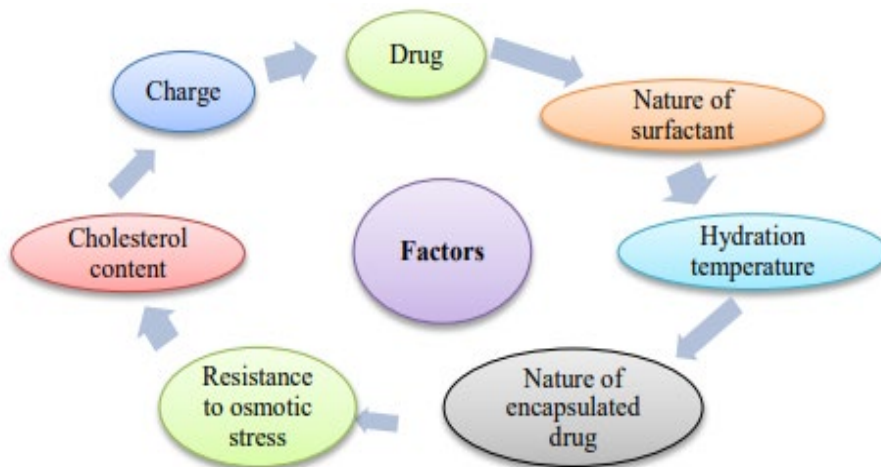 Drug
Nature of
surfactant
Hydration
temperature
Nature of
encapsulated
drug
Resistance
to osmotic
stress
Cholesterol
content
Charge
Factors